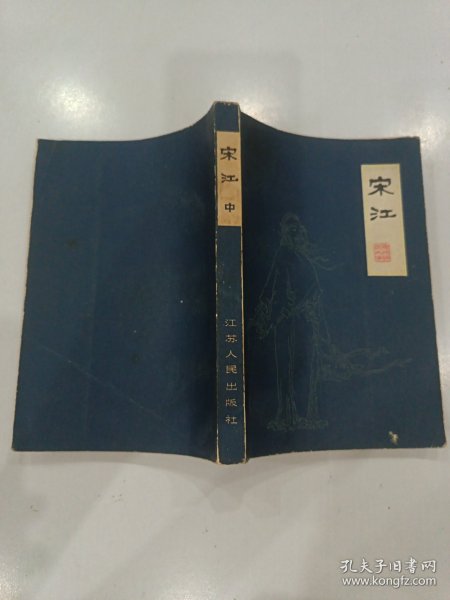 宋江
中
江苏人民出版社
宋江
孔夫子旧书网
www.kongfz.com